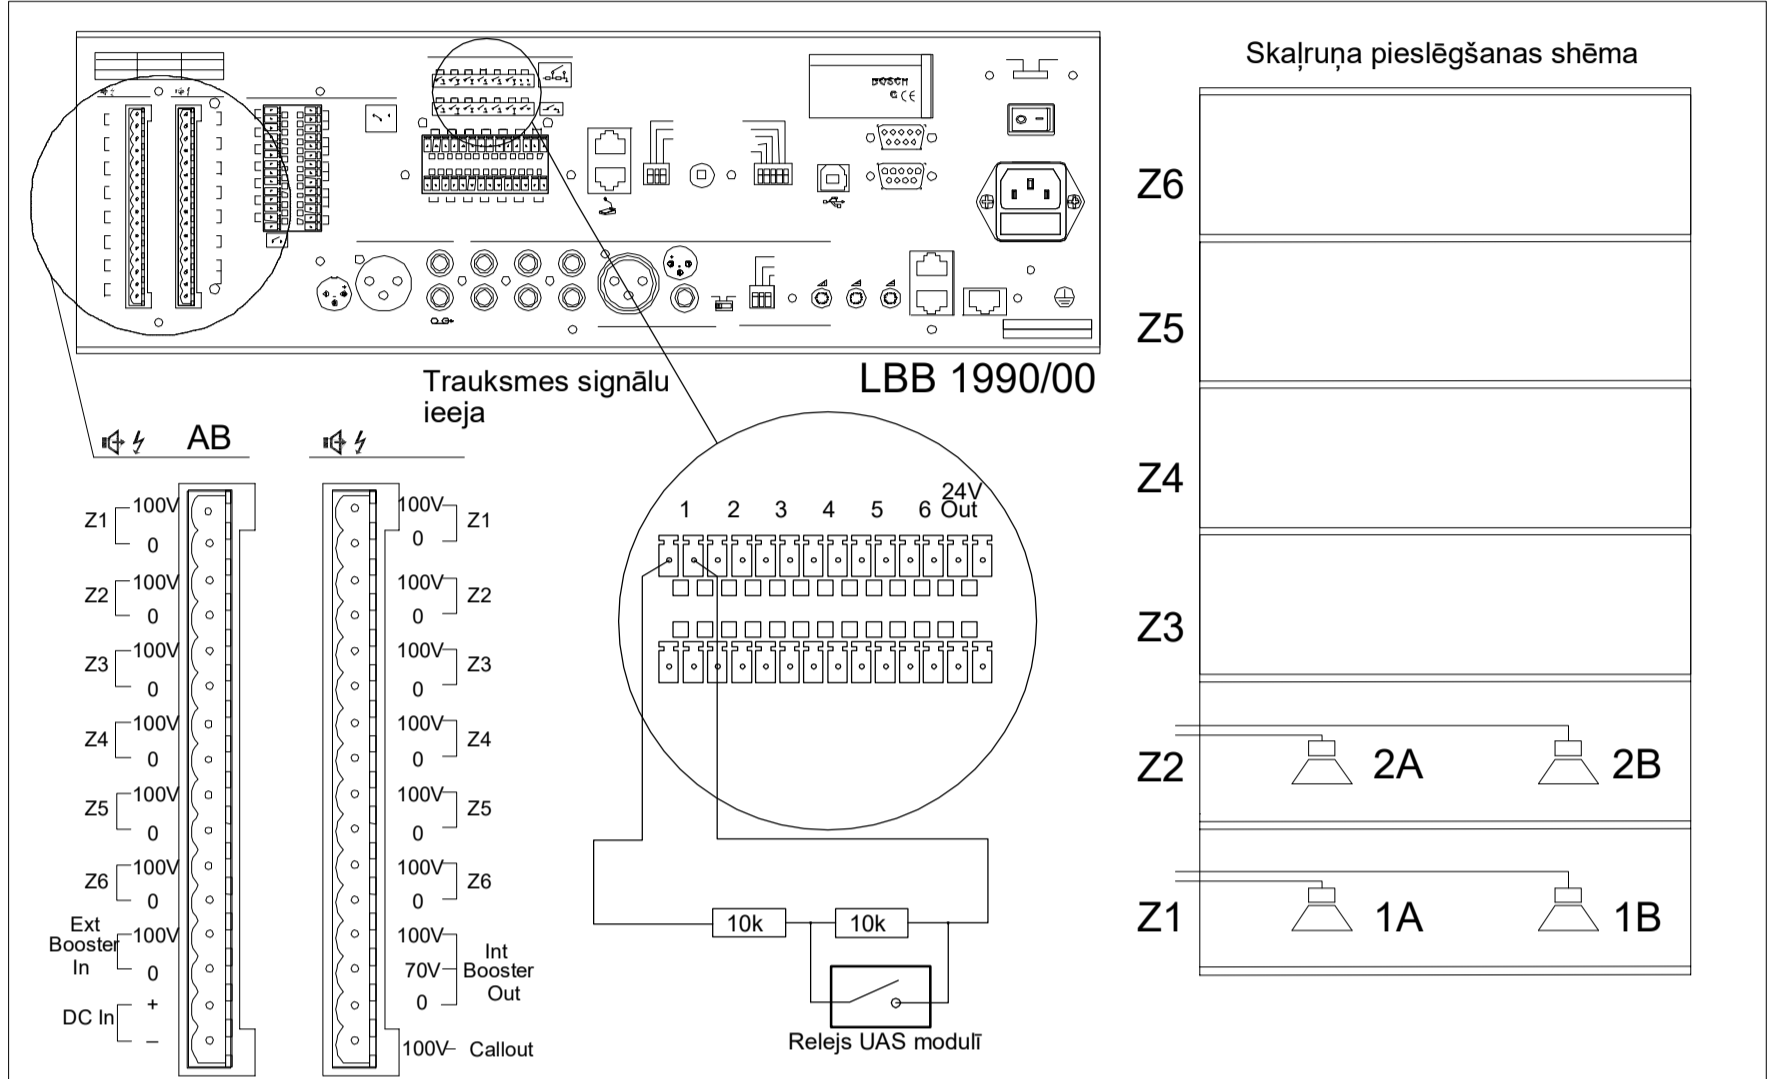 Skaļruņa pieslēgšanas shēma
BOSCH
CE
Trauksmes signālu
ieeja
LBB 1990/00
AB
Z1 100V
0
Z2 100V
0
Z3 100V
0
Z4 100V
0
Z5 100V
0
Z6 100V
0
Ext
Booster
In
100V
0
DC In
+
–
100V Z1
0
100V Z2
0
100V Z3
0
100V Z4
0
100V Z5
0
100V Z6
0
100V
70V
0
Int
Booster
Out
100V Callout
1 2 3 4 5 6 24V
Out
10k 10k
Relejs UAS modulī
Z6
Z5
Z4
Z3
Z2 2A 2B
Z1 1A 1B